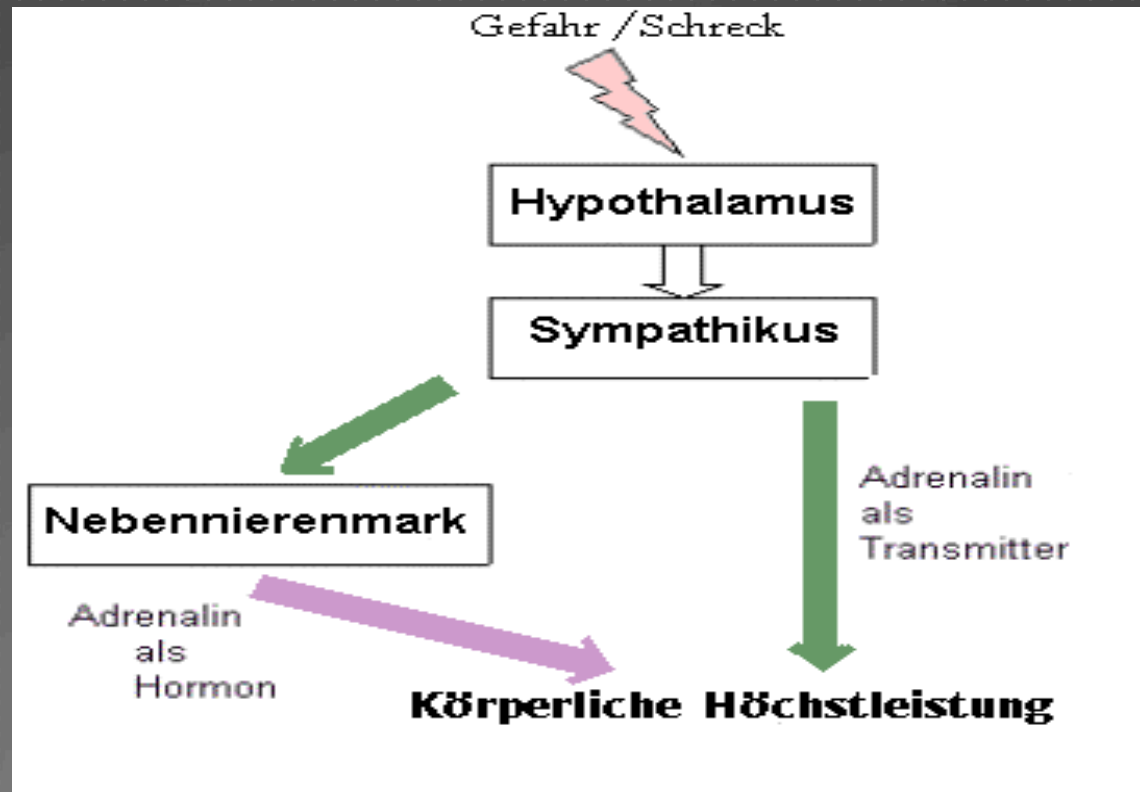 Gefahr /Schreck
Hypothalamus
Sympathikus
Nebennierenmark
Adrenalin
als
Transmitter
Adrenalin
als
Hormon
Körperliche Höchstleistung